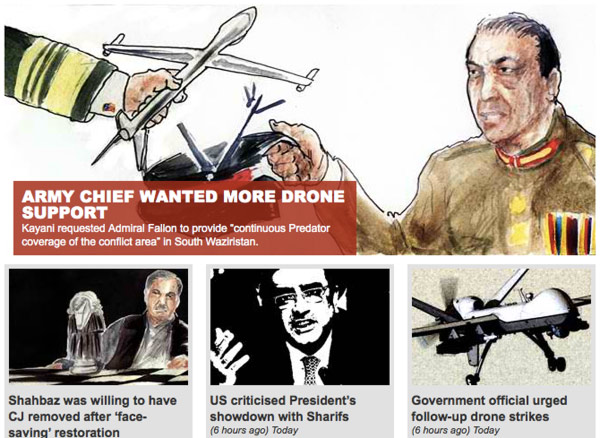 ARMY CHIEF WANTED MORE DRONE
SUPPORT
Kayani requested Admiral Fallon to provide "continuous Predator
coverage of the conflict area" in South Waziristan.
Shahbaz was willing to have
CJ removed after ‘face-
saving’ restoration
US criticised President’s
showdown with Sharifs
(6 hours ago) Today
Government official urged
follow-up drone strikes
(6 hours ago) Today